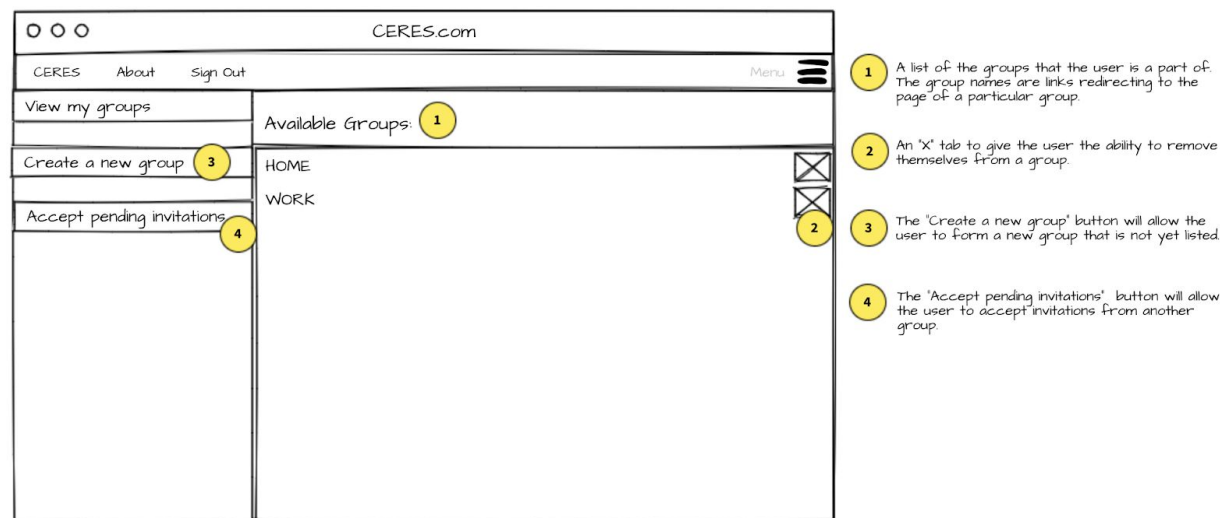 CERES.com
CERES About Sign Out Menu
View my groups
Available Groups: 1
Create a new group 3
HOME
WORK
Accept pending invitations
4
2
1 A list of the groups that the user is a part of.
The group names are links redirecting to the
page of a particular group.
2 An "X" tab to give the user the ability to remove
themselves from a group.
3 The "Create a new group" button will allow the
user to form a new group that is not yet listed.
4 The "Accept pending invitations" button will allow
the user to accept invitations from another
group.